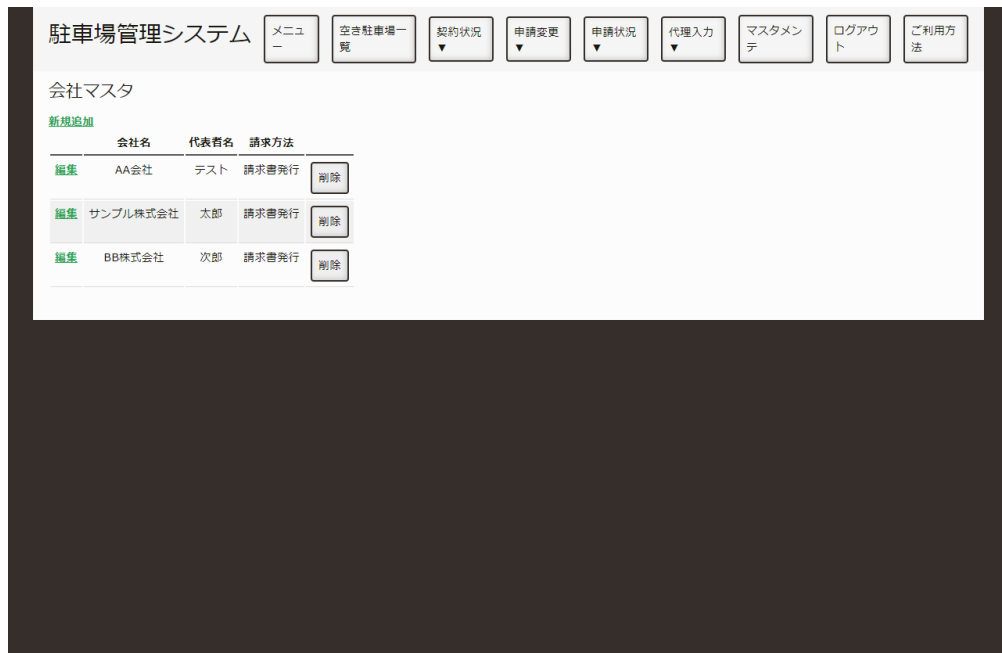 駐車場管理システム
メニュー
空き駐車場一覧
契約状況▼
申請変更▼
申請状況▼
代理入力▼
マスタメンテ
ログアウト
ご利用方法
会社マスタ
新規追加
会社名 代表者名 請求方法
編集 AA会社 テスト 請求書発行 削除
編集 サンプル株式会社 太郎 請求書発行 削除
編集 BB株式会社 次郎 請求書発行 削除